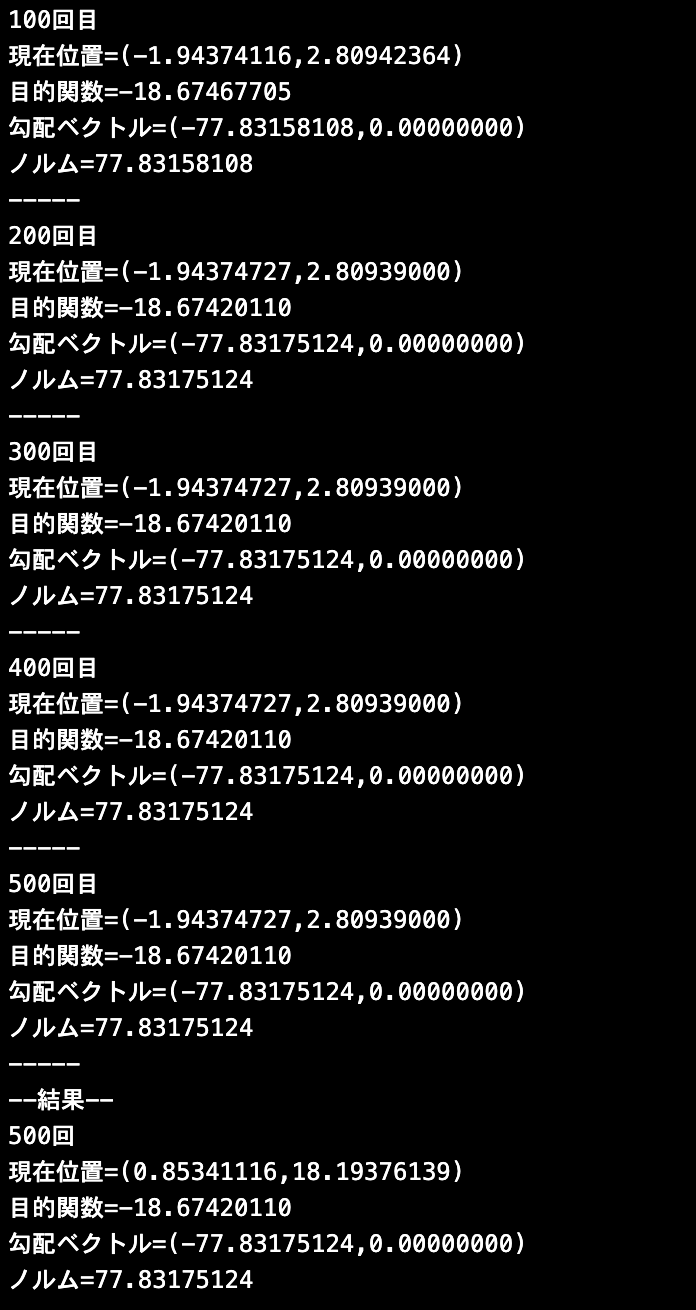 100回目
現在位置=(-1.94374116,2.80942364)
目的関数=-18.67467705
勾配ベクトル=(-77.83158108,0.00000000)
ノルム=77.83158108
-----
200回目
現在位置=(-1.94374727,2.80939000)
目的関数=-18.67420110
勾配ベクトル=(-77.83175124,0.00000000)
ノルム=77.83175124
-----
300回目
現在位置=(-1.94374727,2.80939000)
目的関数=-18.67420110
勾配ベクトル=(-77.83175124,0.00000000)
ノルム=77.83175124
-----
400回目
現在位置=(-1.94374727,2.80939000)
目的関数=-18.67420110
勾配ベクトル=(-77.83175124,0.00000000)
ノルム=77.83175124
-----
500回目
現在位置=(-1.94374727,2.80939000)
目的関数=-18.67420110
勾配ベクトル=(-77.83175124,0.00000000)
ノルム=77.83175124
-----
--結果--
500回
現在位置=(0.85341116,18.19376139)
目的関数=-18.67420110
勾配ベクトル=(-77.83175124,0.00000000)
ノルム=77.83175124